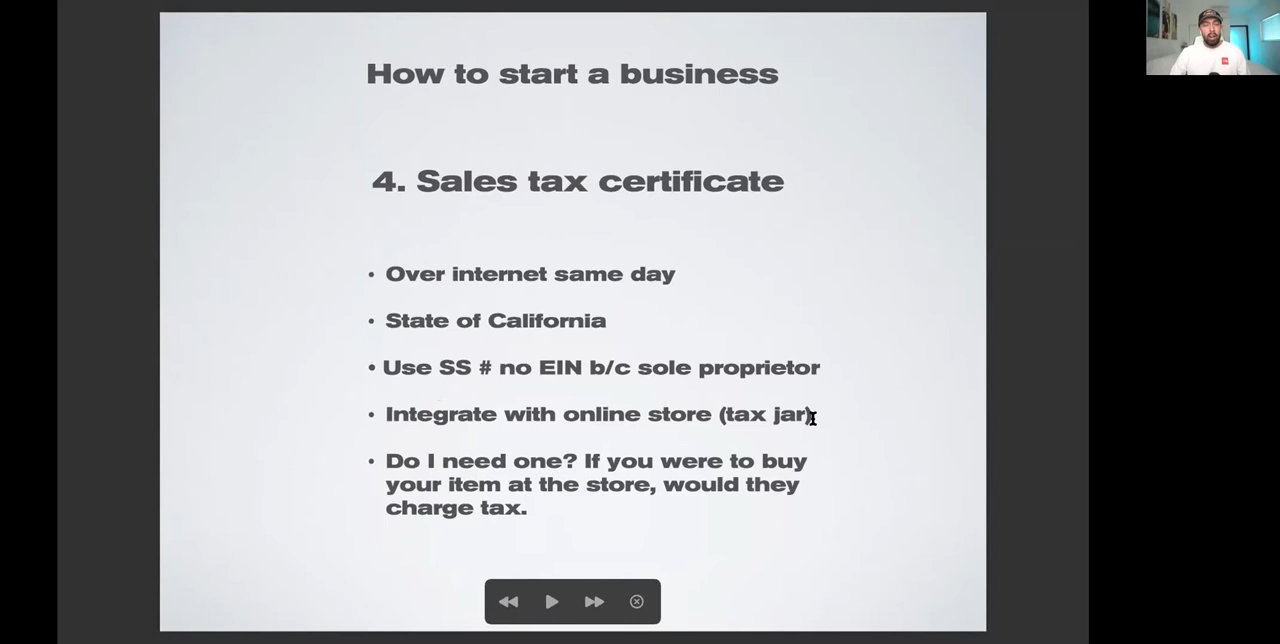 How to start a business
4. Sales tax certificate
• Over internet same day
• State of California
• Use SS # no EIN b/c sole proprietor
• Integrate with online store (tax jar)
• Do I need one? If you were to buy
your item at the store, would they
charge tax.